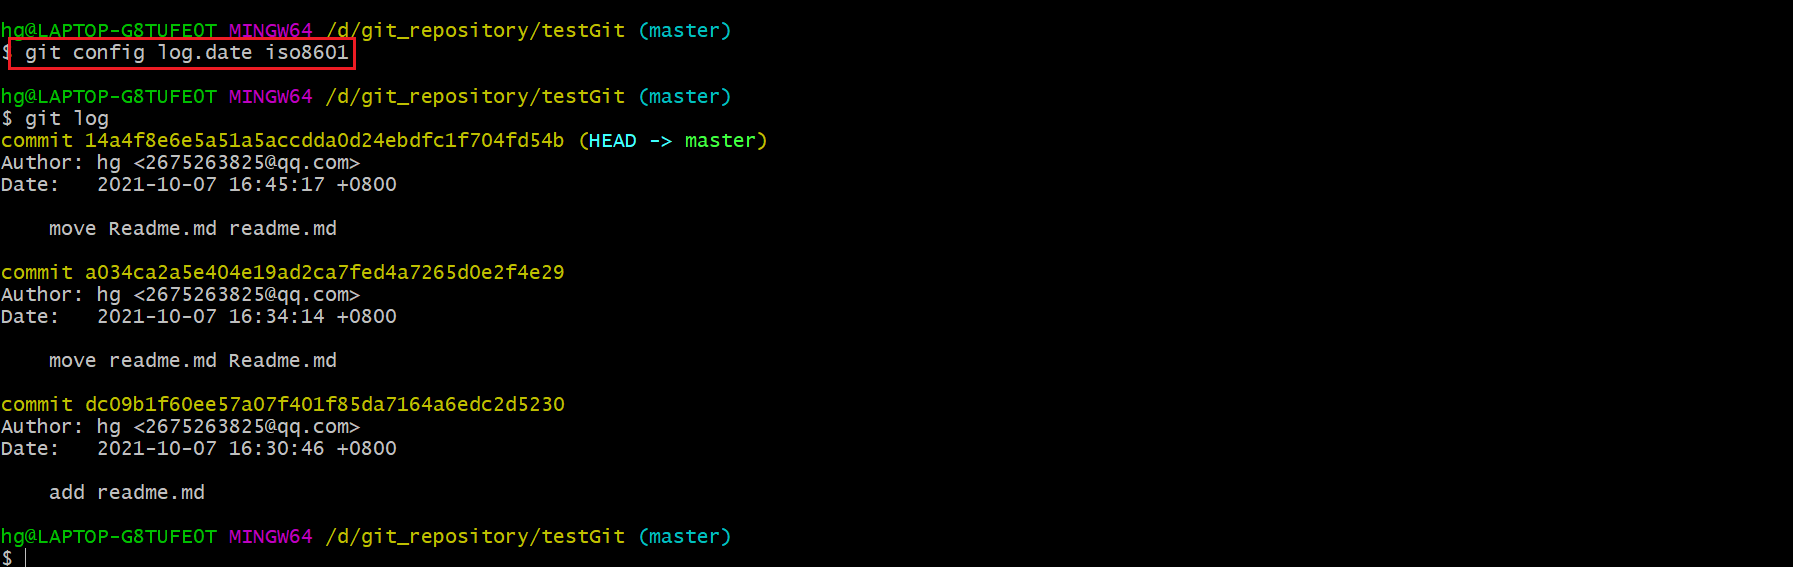 hg@LAPTOP-G8TUFE0T MINGW64 /d/git_repository/testGit (master)
$ git config log.date iso8601
hg@LAPTOP-G8TUFE0T MINGW64 /d/git_repository/testGit (master)
$ git log
commit 14a4f8e6e5a51a5accdda0d24ebdfc1f704fd54b (HEAD -> master)
Author: hg <2675263825@qq.com>
Date:   2021-10-07 16:45:17 +0800
    move Readme.md readme.md
commit a034ca2a5e404e19ad2ca7fed4a7265d0e2f4e29
Author: hg <2675263825@qq.com>
Date:   2021-10-07 16:34:14 +0800
    move readme.md Readme.md
commit dc09b1f60ee57a07f401f85da7164a6edc2d5230
Author: hg <2675263825@qq.com>
Date:   2021-10-07 16:30:46 +0800
    add readme.md
hg@LAPTOP-G8TUFE0T MINGW64 /d/git_repository/testGit (master)
$